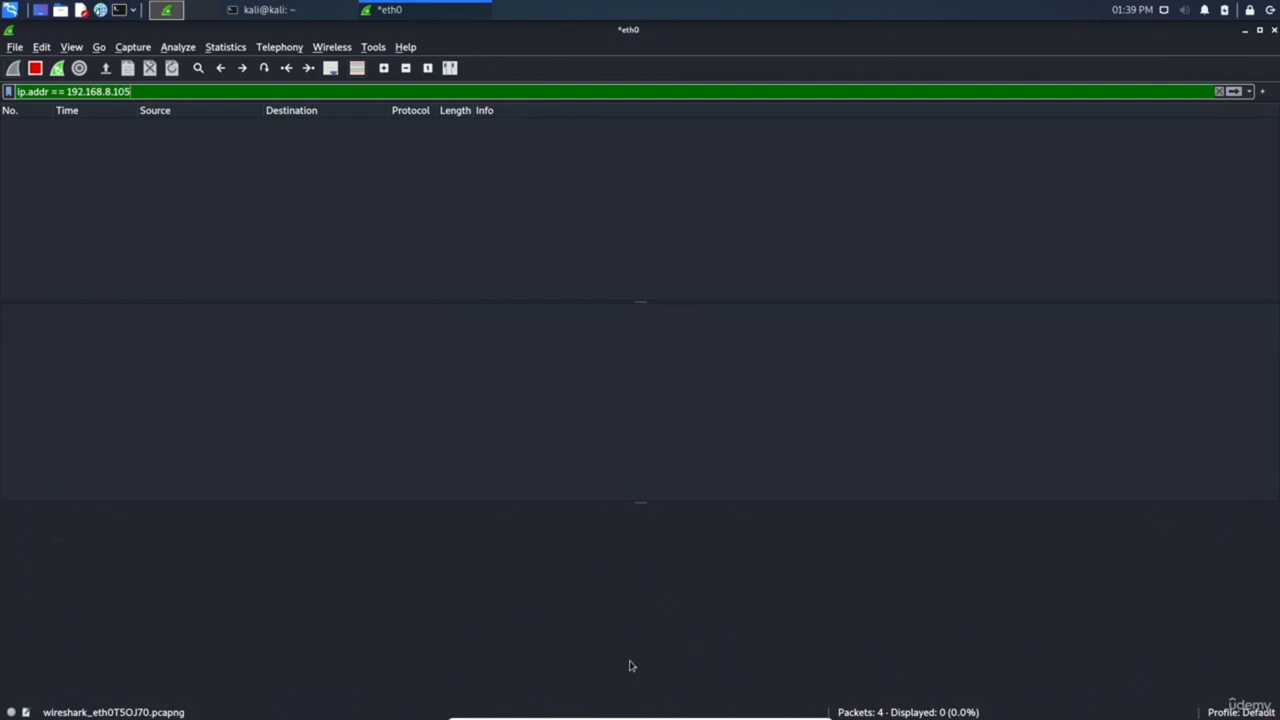 kali@kali: ~
*eth0
01:39 PM
*eth0
File Edit View Go Capture Analyze Statistics Telephony Wireless Tools Help
ip.addr == 192.168.8.105
No. Time Source Destination Protocol Length Info
wireshark_eth0T5OJ70.pcapng
Packets: 4 · Displayed: 0 (0.0%)
Profile: Default
udemy